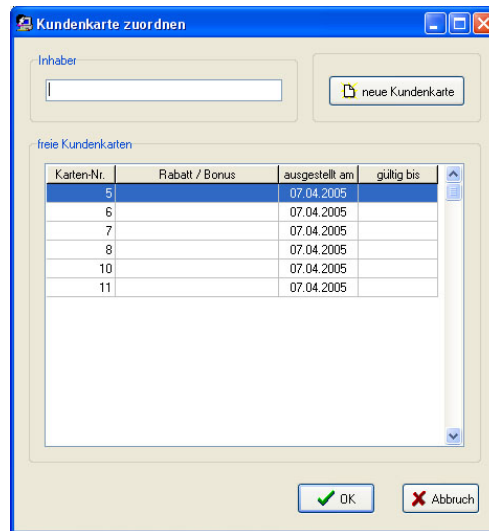 Kundenkarte zuordnen
Inhaber
neue Kundenkarte
freie Kundenkarten
Karten-Nr. Rabatt / Bonus ausgestellt am gültig bis
5 07.04.2005
6 07.04.2005
7 07.04.2005
8 07.04.2005
10 07.04.2005
11 07.04.2005
OK Abbruch